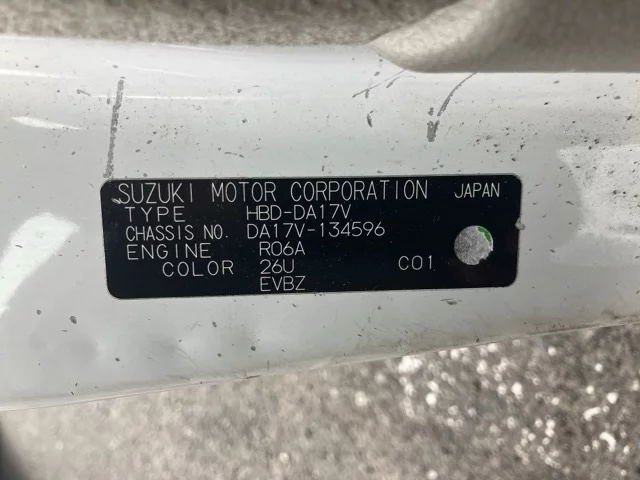 SUZUKI MOTOR CORPORATION JAPAN
TYPE HBD-DA17V
CHASSIS NO. DA17V-134596
ENGINE R06A
COLOR 26U C01
EVBZ